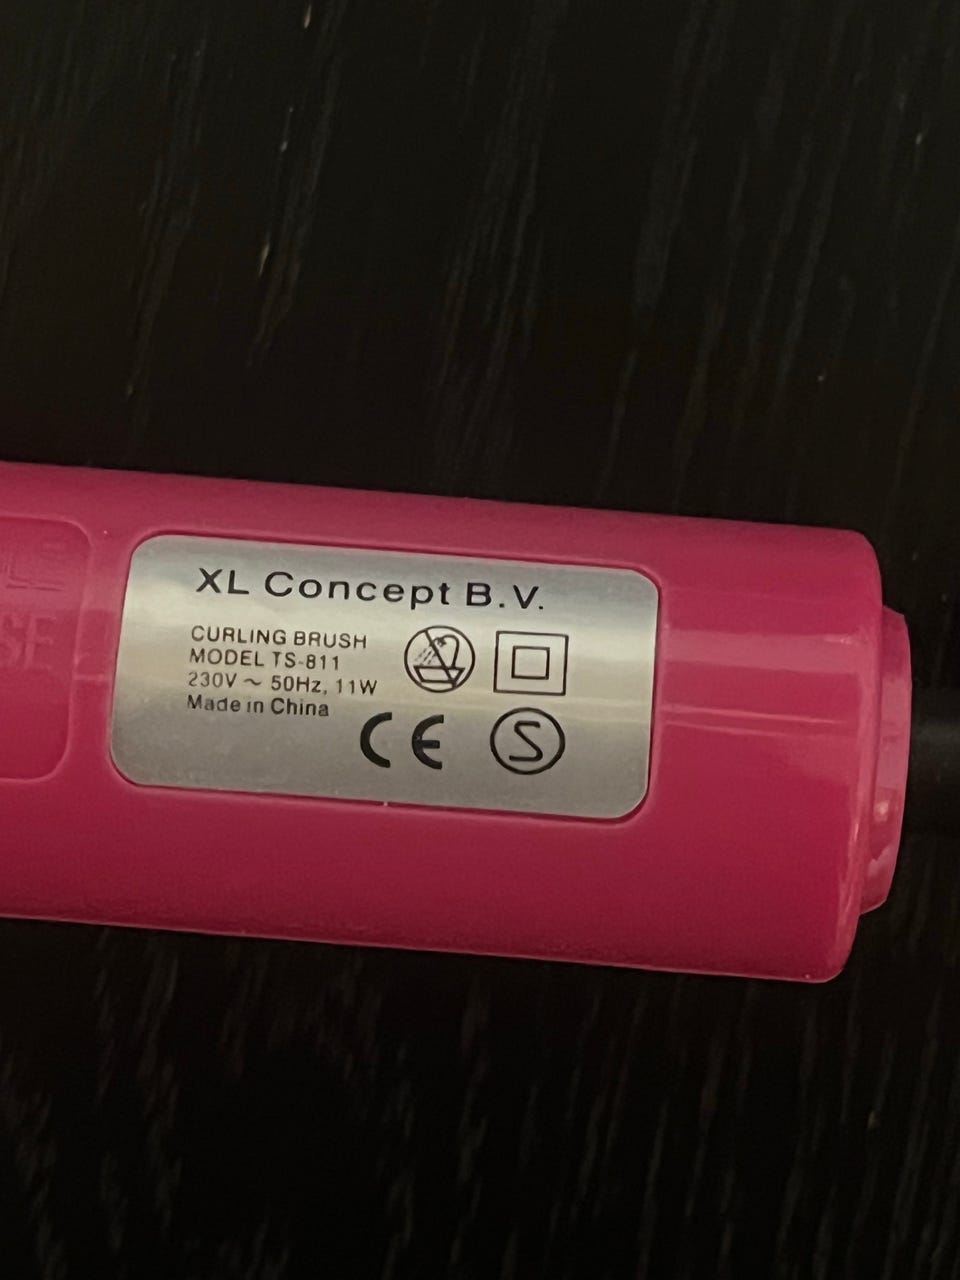 XL Concept B.V.
CURLING BRUSH
MODEL TS-811
230V ~ 50Hz, 11W
Made in China
CE
S